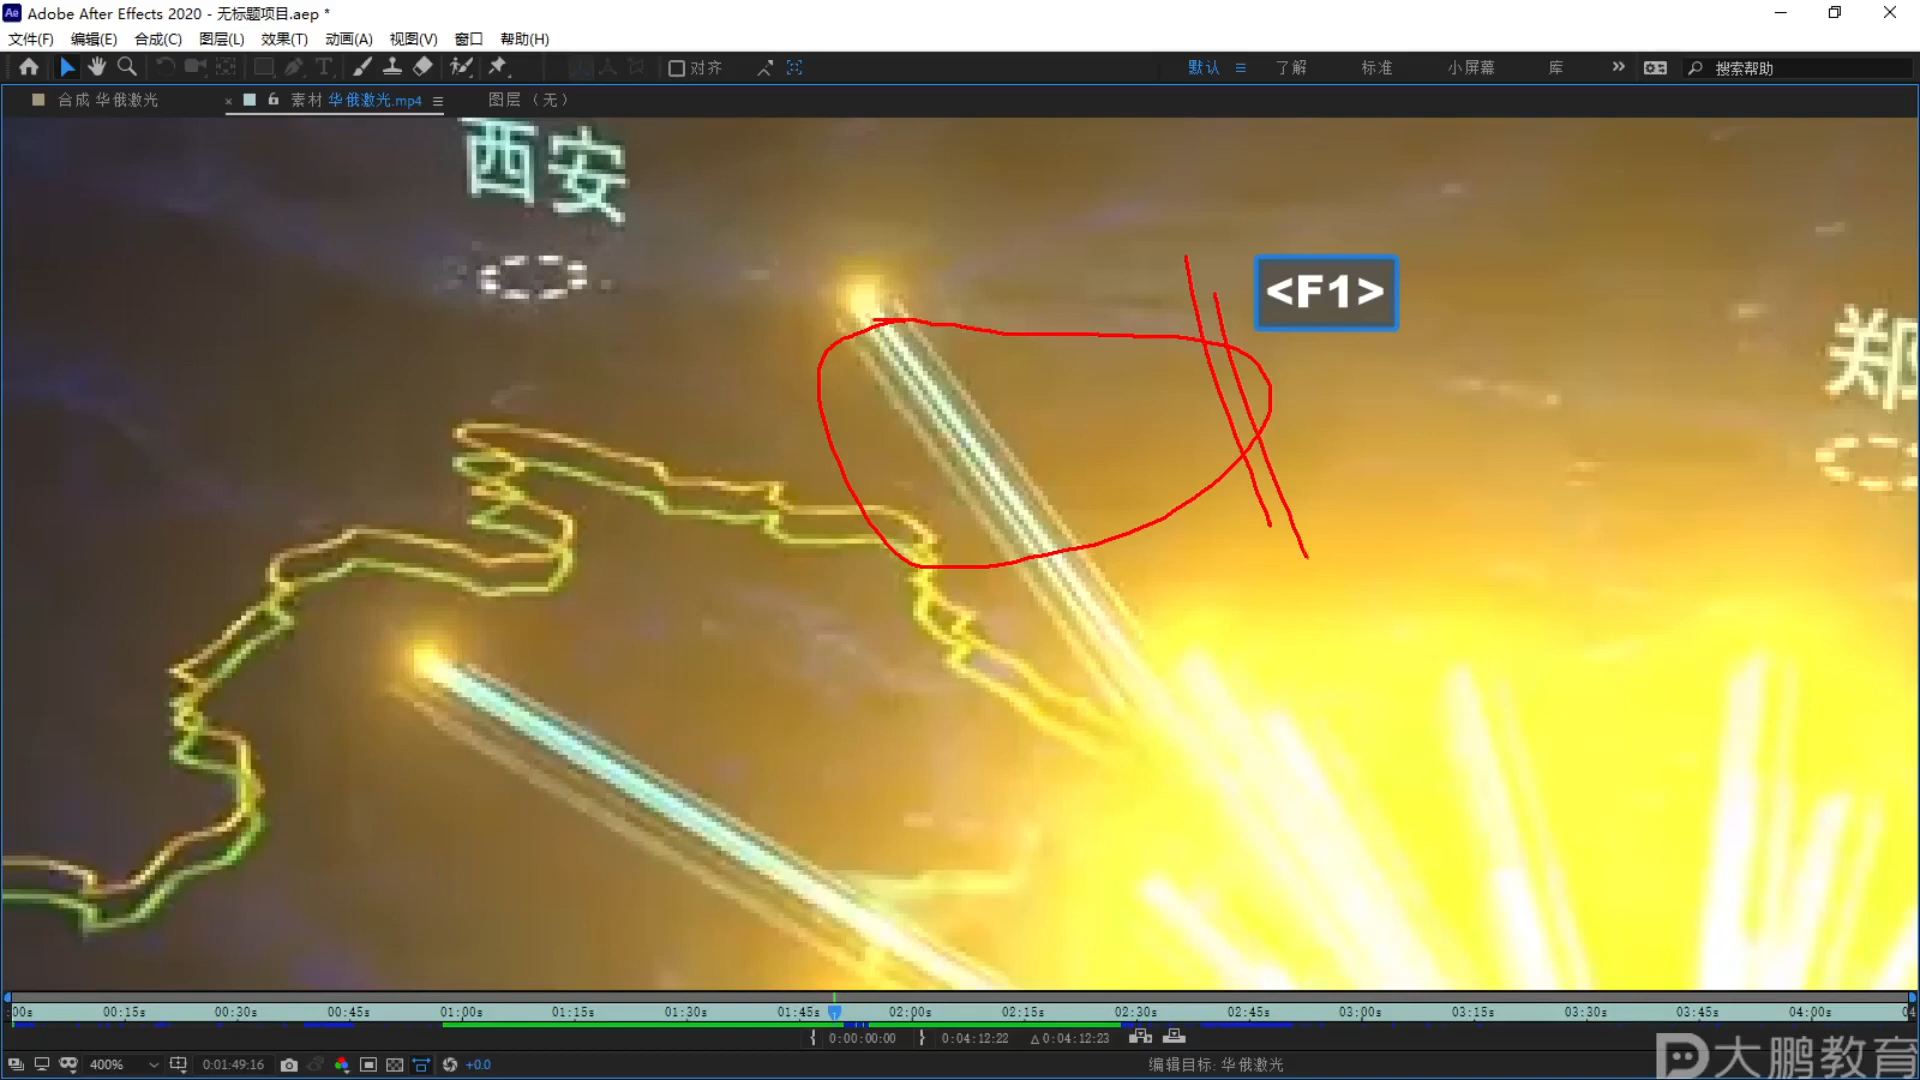 Ae Adobe After Effects 2020 - 无标题项目.aep *
文件(F) 编辑(E) 合成(C) 图层(L) 效果(T) 动画(A) 视图(V) 窗口 帮助(H)
对齐 默认 了解 标准 小屏幕 库 搜索帮助
合成 华俄激光 × 素材 华俄激光.mp4 图层 （无）
西安
<F1>
郑
00s 00:15s 00:30s 00:45s 01:00s 01:15s 01:30s 01:45s 02:00s 02:15s 02:30s 02:45s 03:00s 03:15s 03:30s 03:45s 04:00s 04
0:00:00:00 0:04:12:22 Δ 0:04:12:23
400% 0:01:49:16 +0.0 编辑目标: 华俄激光
大鹏教育